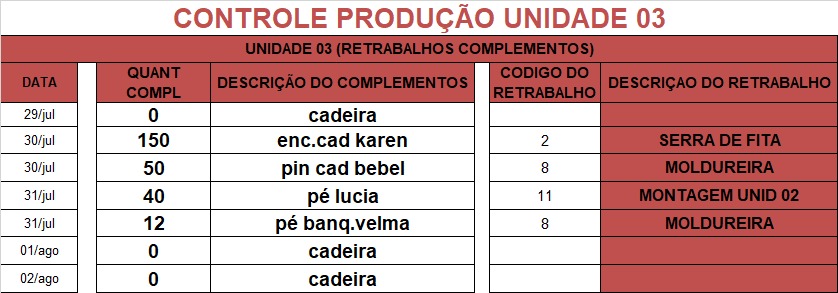 CONTROLE PRODUÇÃO UNIDADE 03
UNIDADE 03 (RETRABALHOS COMPLEMENTOS)
DATA QUANT COMPL DESCRIÇÃO DO COMPLEMENTOS CODIGO DO RETRABALHO DESCRIÇAO DO RETRABALHO
29/jul 0 cadeira
30/jul 150 enc.cad karen 2 SERRA DE FITA
30/jul 50 pin cad bebel 8 MOLDUREIRA
31/jul 40 pé lucia 11 MONTAGEM UNID 02
31/jul 12 pé banq.velma 8 MOLDUREIRA
01/ago 0 cadeira
02/ago 0 cadeira